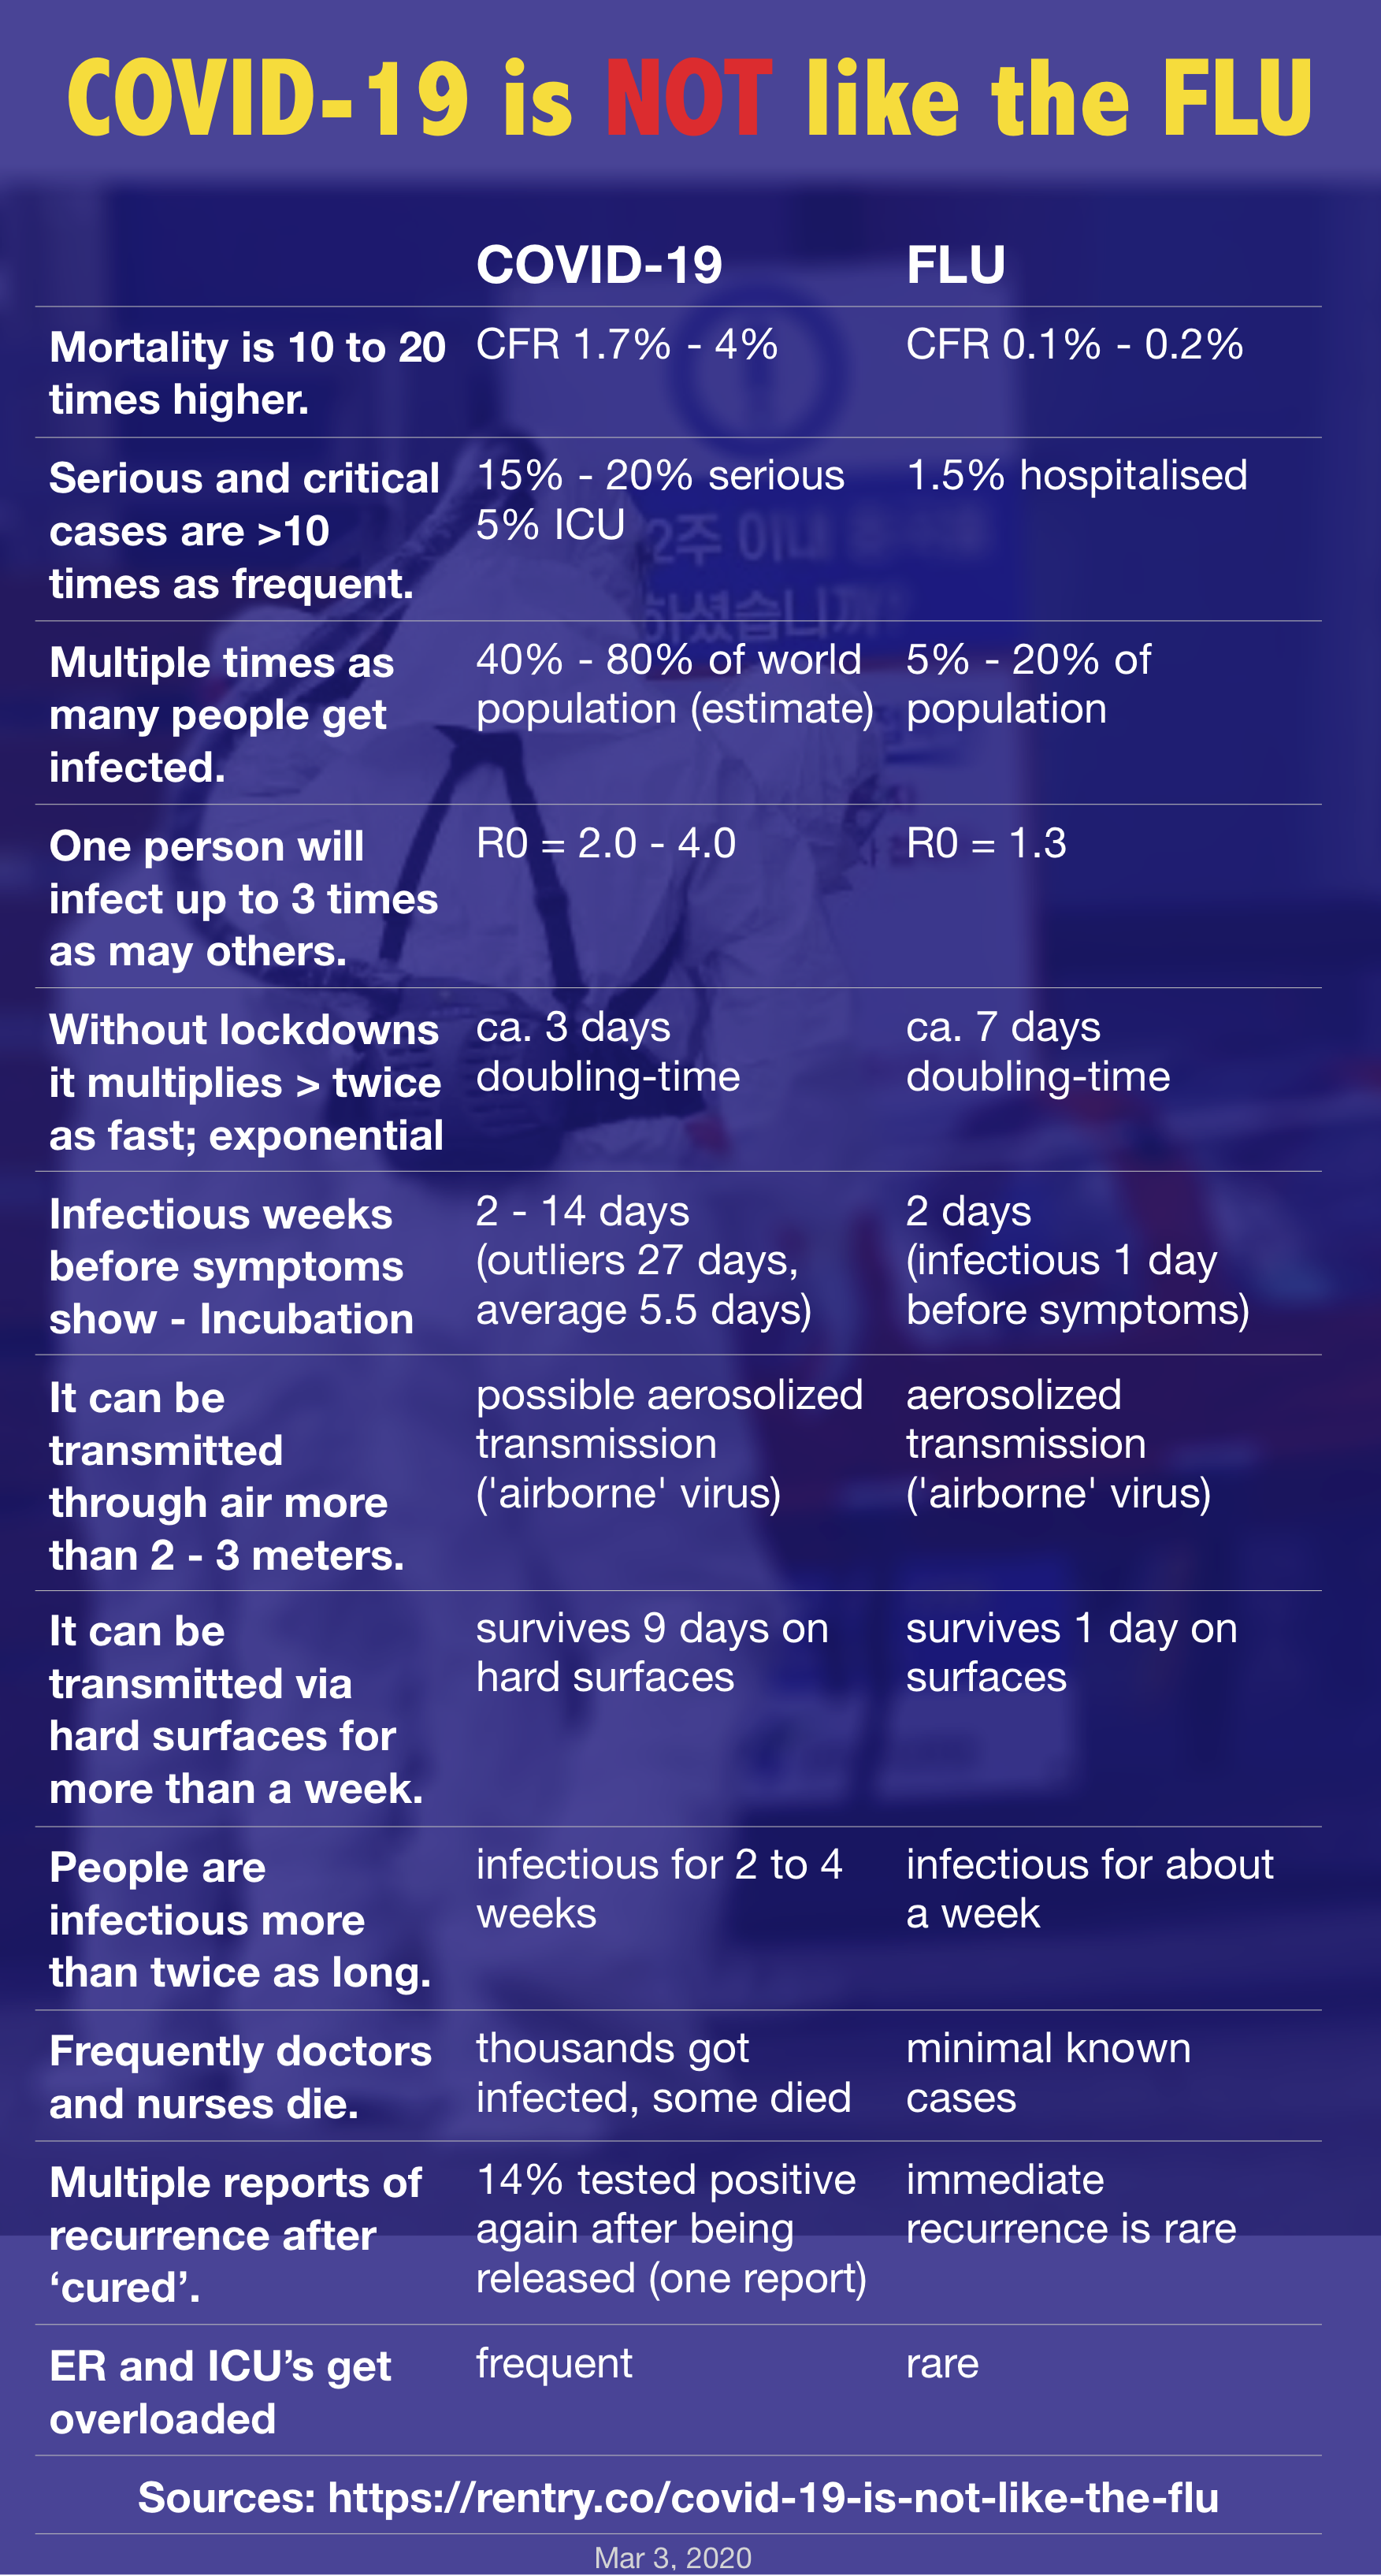 COVID-19 is NOT like the FLU
COVID-19
FLU
Mortality is 10 to 20
times higher.
CFR 1.7% - 4%
CFR 0.1% - 0.2%
Serious and critical
cases are >10
times as frequent.
15% - 20% serious
5% ICU
1.5% hospitalised
2주 이내
하셨습니까?
Multiple times as
many people get
infected.
40% - 80% of world
population (estimate)
5% - 20% of
population
One person will
infect up to 3 times
as may others.
R0 = 2.0 - 4.0
R0 = 1.3
Without lockdowns
it multiplies > twice
as fast; exponential
ca. 3 days
doubling-time
ca. 7 days
doubling-time
Infectious weeks
before symptoms
show - Incubation
2 - 14 days
(outliers 27 days,
average 5.5 days)
2 days
(infectious 1 day
before symptoms)
It can be
transmitted
through air more
than 2 - 3 meters.
possible aerosolized
transmission
('airborne' virus)
aerosolized
transmission
('airborne' virus)
It can be
transmitted via
hard surfaces for
more than a week.
survives 9 days on
hard surfaces
survives 1 day on
surfaces
People are
infectious more
than twice as long.
infectious for 2 to 4
weeks
infectious for about
a week
Frequently doctors
and nurses die.
thousands got
infected, some died
minimal known
cases
Multiple reports of
recurrence after
‘cured’.
14% tested positive
again after being
released (one report)
immediate
recurrence is rare
ER and ICU’s get
overloaded
frequent
rare
Sources: https://rentry.co/covid-19-is-not-like-the-flu
Mar 3, 2020